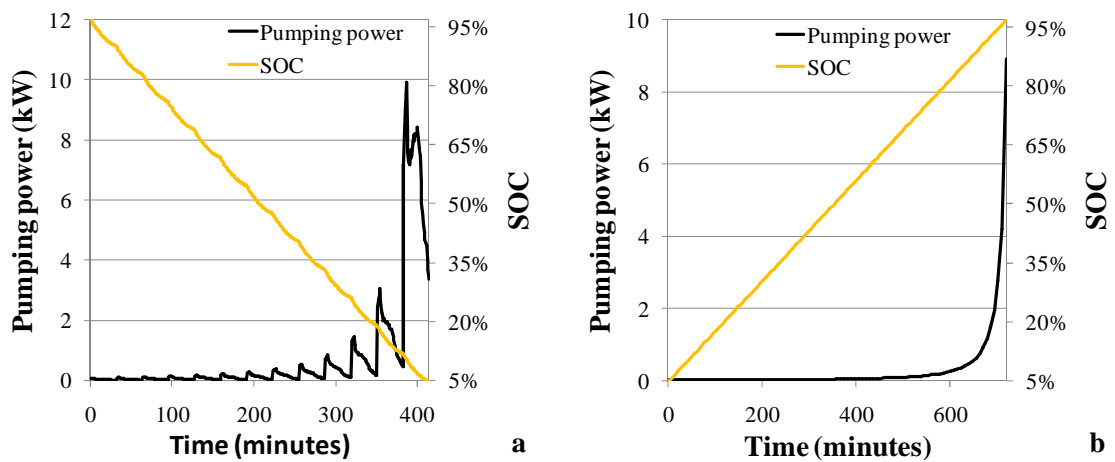 12
10
8
6
4
2
0
Pumping power (kW)
Pumping power
SOC
95%
80%
65%
50%
35%
20%
5%
SOC
0 100 200 300 400
Time (minutes)
a
10
8
6
4
2
0
Pumping power (kW)
Pumping power
SOC
95%
80%
65%
50%
35%
20%
5%
SOC
0 200 400 600
Time (minutes)
b